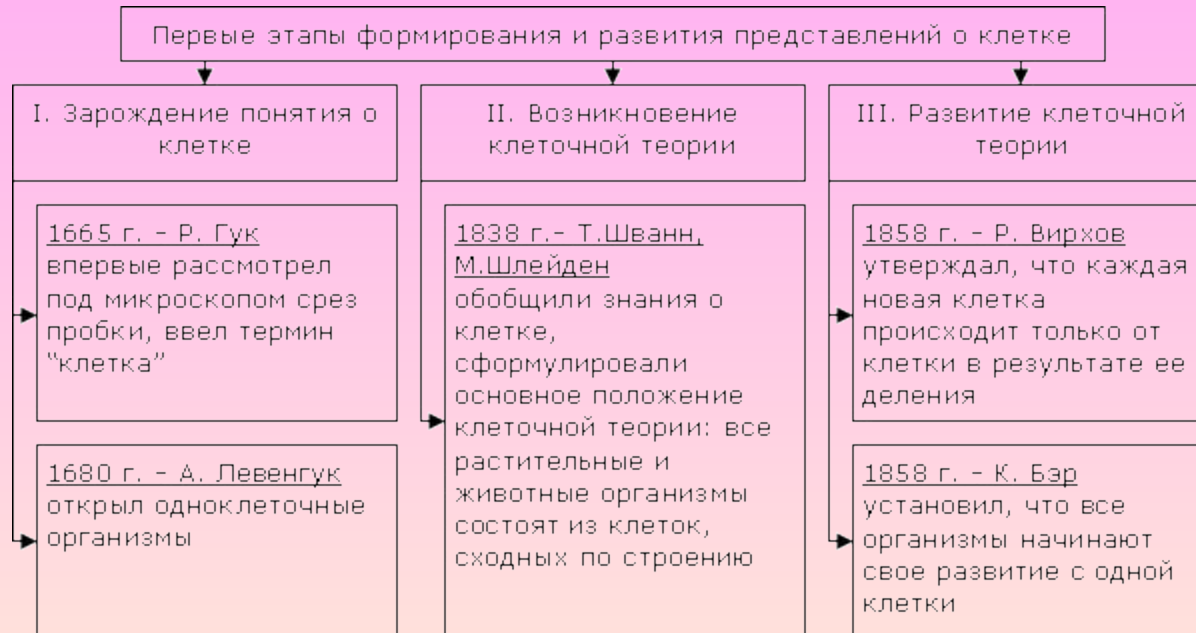 Первые этапы формирования и развития представлений о клетке
I. Зарождение понятия о
клетке
1665 г. – Р. Гук
впервые рассмотрел
под микроскопом срез
пробки, ввел термин
"клетка"
1680 г. – А. Левенгук
открыл одноклеточные
организмы
II. Возникновение
клеточной теории
1838 г.– Т.Шванн,
М.Шлейден
обобщили знания о
клетке,
сформулировали
основное положение
клеточной теории: все
растительные и
животные организмы
состоят из клеток,
сходных по строению
III. Развитие клеточной
теории
1858 г. – Р. Вирхов
утверждал, что каждая
новая клетка
происходит только от
клетки в результате ее
деления
1858 г. – К. Бэр
установил, что все
организмы начинают
свое развитие с одной
клетки